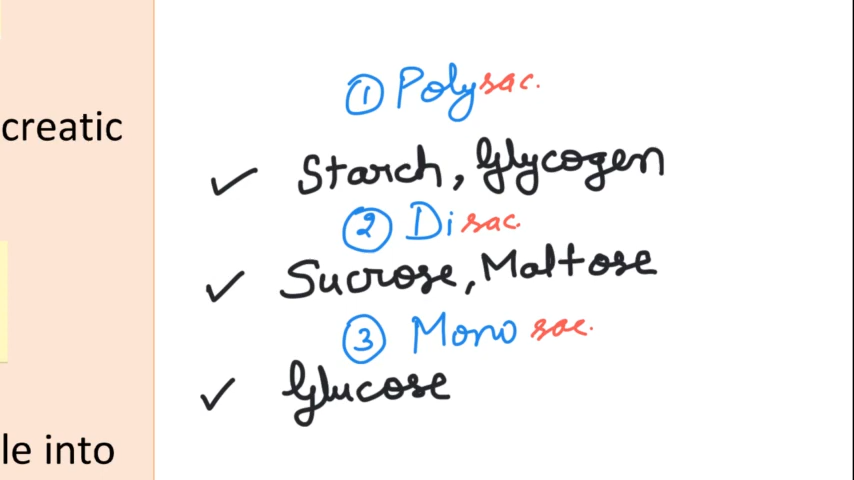 ① Polysac.
creatic
✓ Starch, Glycogen
② Disac.
✓ Sucrose, Maltose
③ Monosac.
✓ Glucose
le into